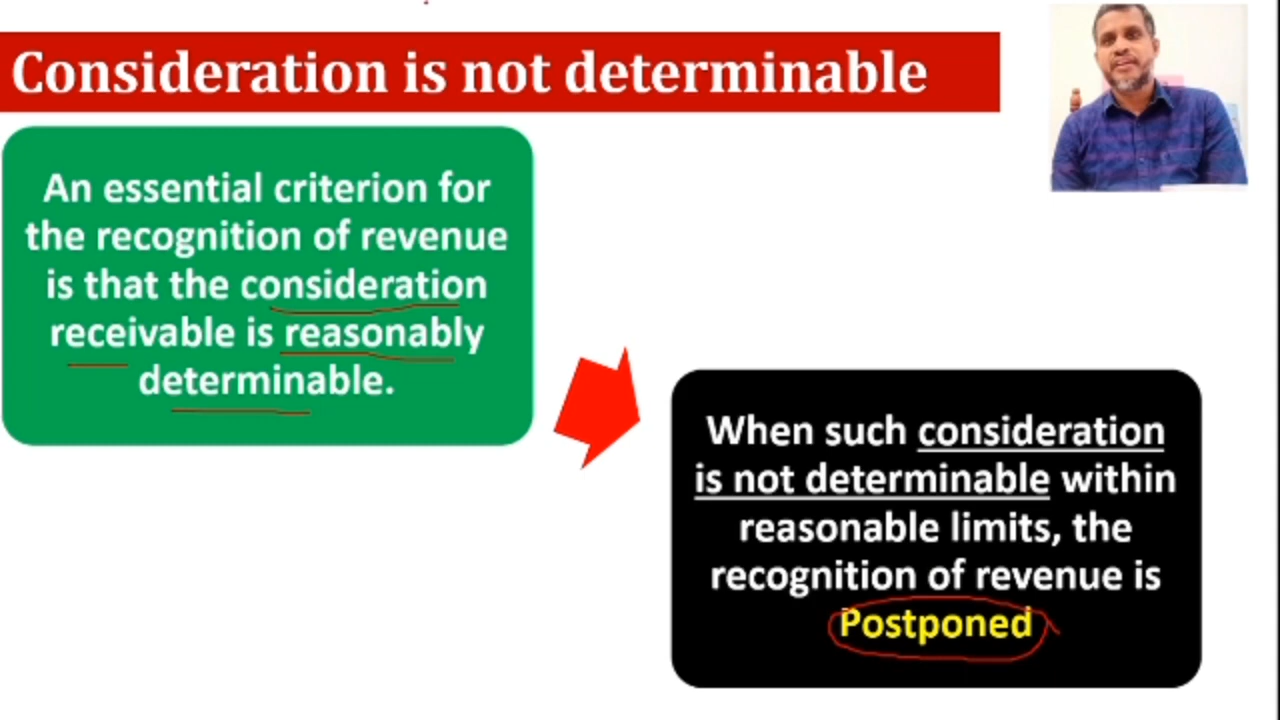 Consideration is not determinable
An essential criterion for
the recognition of revenue
is that the consideration
receivable is reasonably
determinable.
When such consideration
is not determinable within
reasonable limits, the
recognition of revenue is
Postponed